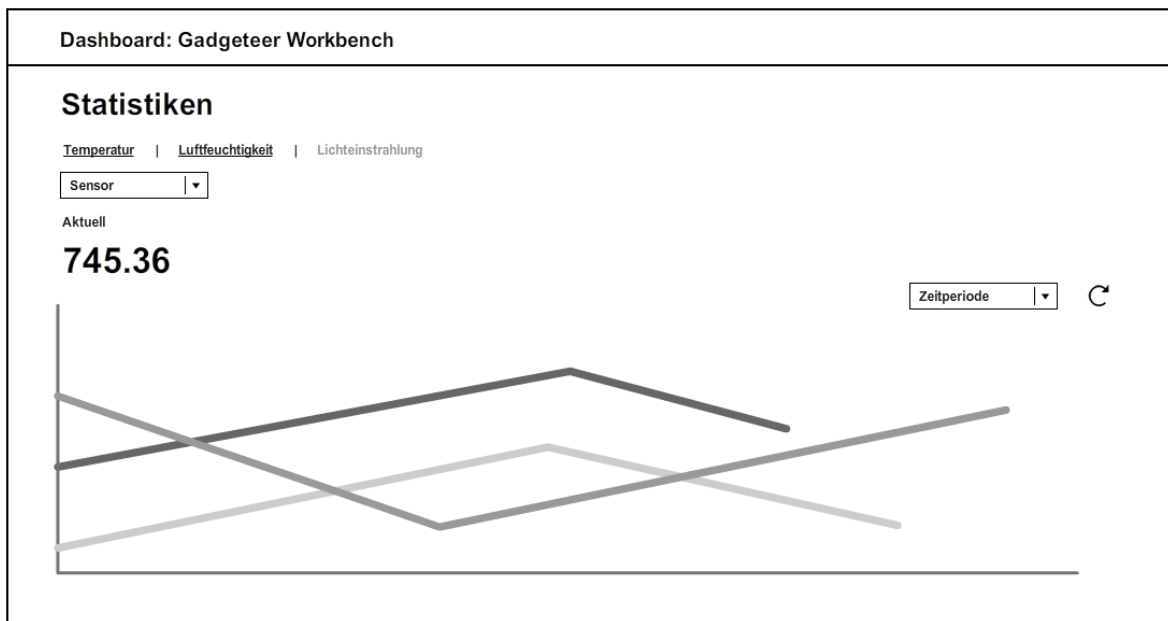 Dashboard: Gadgeteer Workbench
Statistiken
Temperatur | Luftfeuchtigkeit | Lichteinstrahlung
Sensor
Aktuell
745.36
Zeitperiode